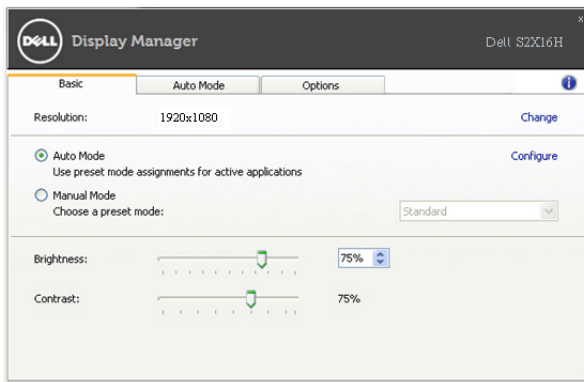 x
DELL Display Manager Dell S2X16H
Basic Auto Mode Options i
Resolution: 1920x1080 Change
Auto Mode Configure
Use preset mode assignments for active applications
Manual Mode
Choose a preset mode: Standard
Brightness: 75%
Contrast: 75%